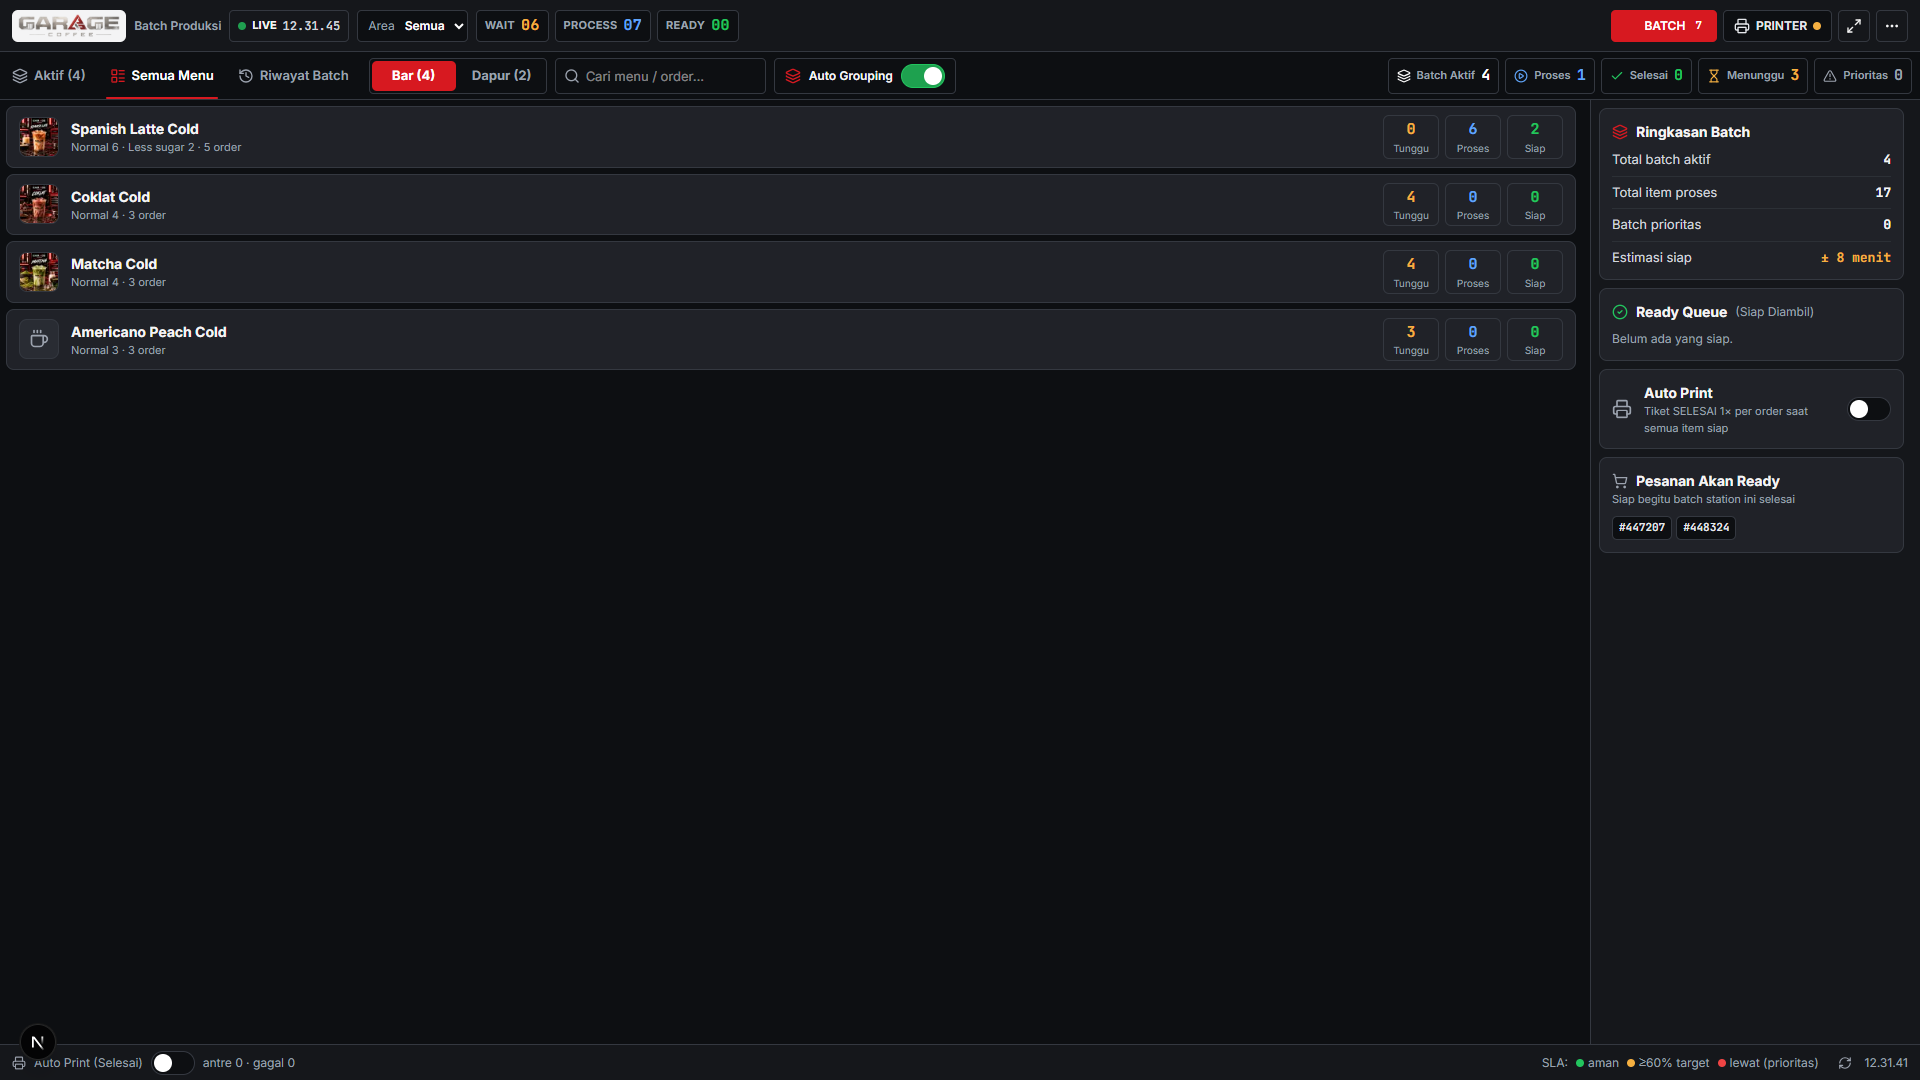 GARAGE
COFFEE
Batch Produksi
LIVE 12.31.45
Area Semua
WAIT 06
PROCESS 07
READY 00
BATCH 7
PRINTER
Aktif (4)
Semua Menu
Riwayat Batch
Bar (4)
Dapur (2)
Cari menu / order...
Auto Grouping
Batch Aktif 4
Proses 1
Selesai 0
Menunggu 3
Prioritas 0
Spanish Latte Cold
Normal 6 · Less sugar 2 · 5 order
0 Tunggu
6 Proses
2 Siap
Coklat Cold
Normal 4 · 3 order
4 Tunggu
0 Proses
0 Siap
Matcha Cold
Normal 4 · 3 order
4 Tunggu
0 Proses
0 Siap
Americano Peach Cold
Normal 3 · 3 order
3 Tunggu
0 Proses
0 Siap
Ringkasan Batch
Total batch aktif 4
Total item proses 17
Batch prioritas 0
Estimasi siap ± 8 menit
Ready Queue (Siap Diambil)
Belum ada yang siap.
Auto Print
Tiket SELESAI 1× per order saat
semua item siap
Pesanan Akan Ready
Siap begitu batch station ini selesai
#447207 #448324
N
Auto Print (Selesai)
antre 0 · gagal 0
SLA: aman ≥60% target lewat (prioritas)
12.31.41